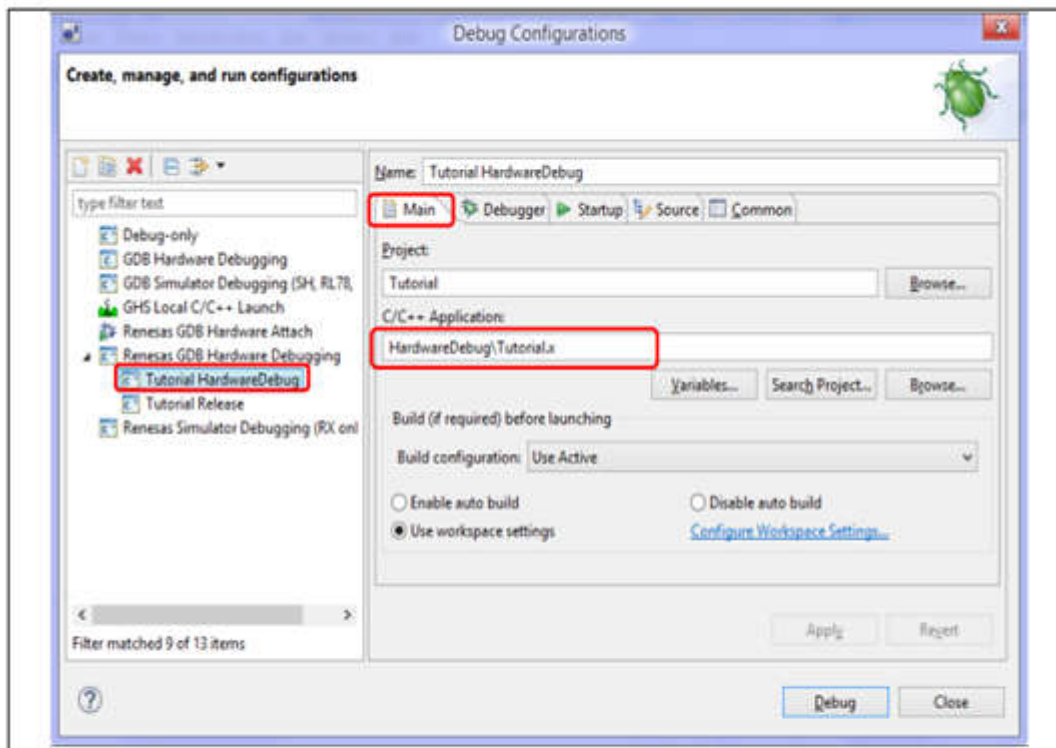 Debug Configurations
Create, manage, and run configurations
type filter text
Debug-only
GDB Hardware Debugging
GDB Simulator Debugging (SH, RL78,
GHS Local C/C++ Launch
Renesas GDB Hardware Attach
Renesas GDB Hardware Debugging
Tutorial HardwareDebug
Tutorial Release
Renesas Simulator Debugging (RX onl
Filter matched 9 of 13 items
Name: Tutorial HardwareDebug
Main Debugger Startup Source Common
Project:
Tutorial Browse...
C/C++ Application:
HardwareDebug\Tutorial.x
Variables... Search Project... Browse...
Build (if required) before launching
Build configuration: Use Active
Enable auto build Disable auto build
Use workspace settings Configure Workspace Settings...
Apply Revert
? Debug Close